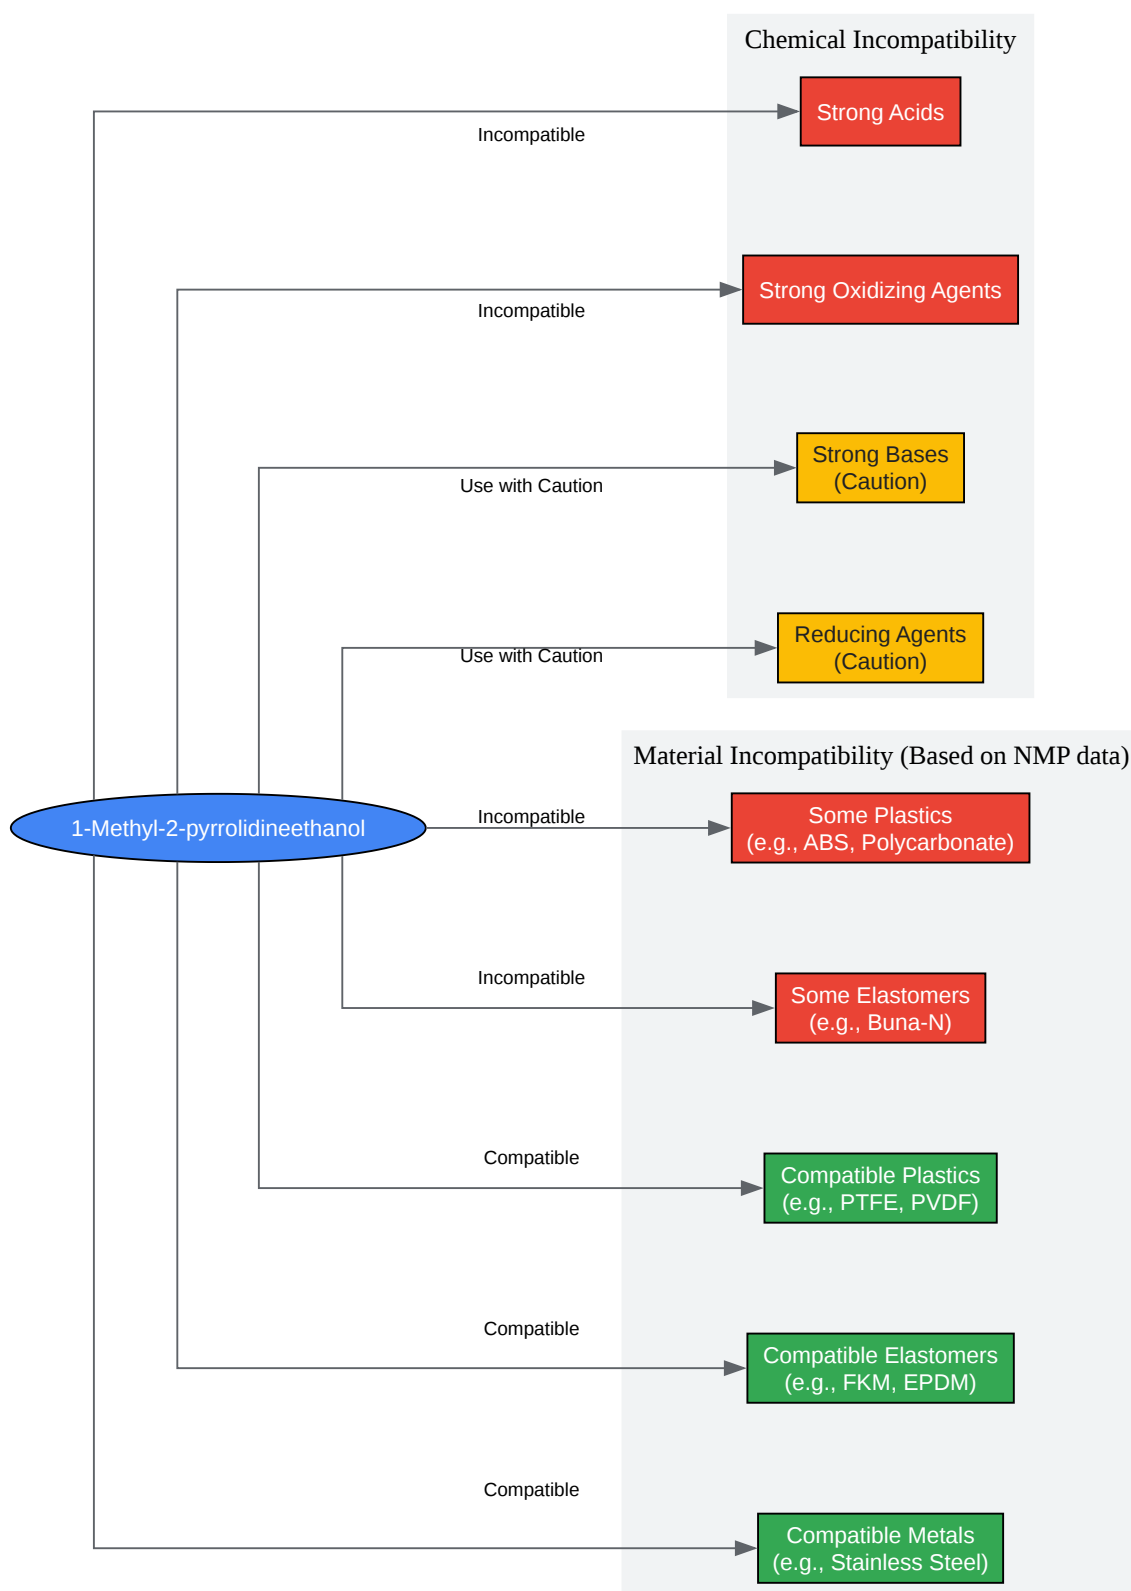 Chemical Incompatibility
Strong Acids
Incompatible
Strong Oxidizing Agents
Incompatible
Strong Bases
(Caution)
Use with Caution
Reducing Agents
(Caution)
Use with Caution
Material Incompatibility (Based on NMP data)
1-Methyl-2-pyrrolidineethanol
Incompatible
Some Plastics
(e.g., ABS, Polycarbonate)
Incompatible
Some Elastomers
(e.g., Buna-N)
Compatible
Compatible Plastics
(e.g., PTFE, PVDF)
Compatible
Compatible Elastomers
(e.g., FKM, EPDM)
Compatible
Compatible Metals
(e.g., Stainless Steel)